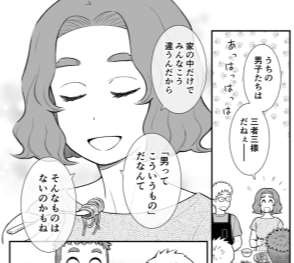 うちの
男子たちは
三者三様
だねぇー
あっはっはっはっは
家の中だけで
みんなこう
違うんだから
「男って
こういうもの」
だなんて
そんなものは
ないのかもね